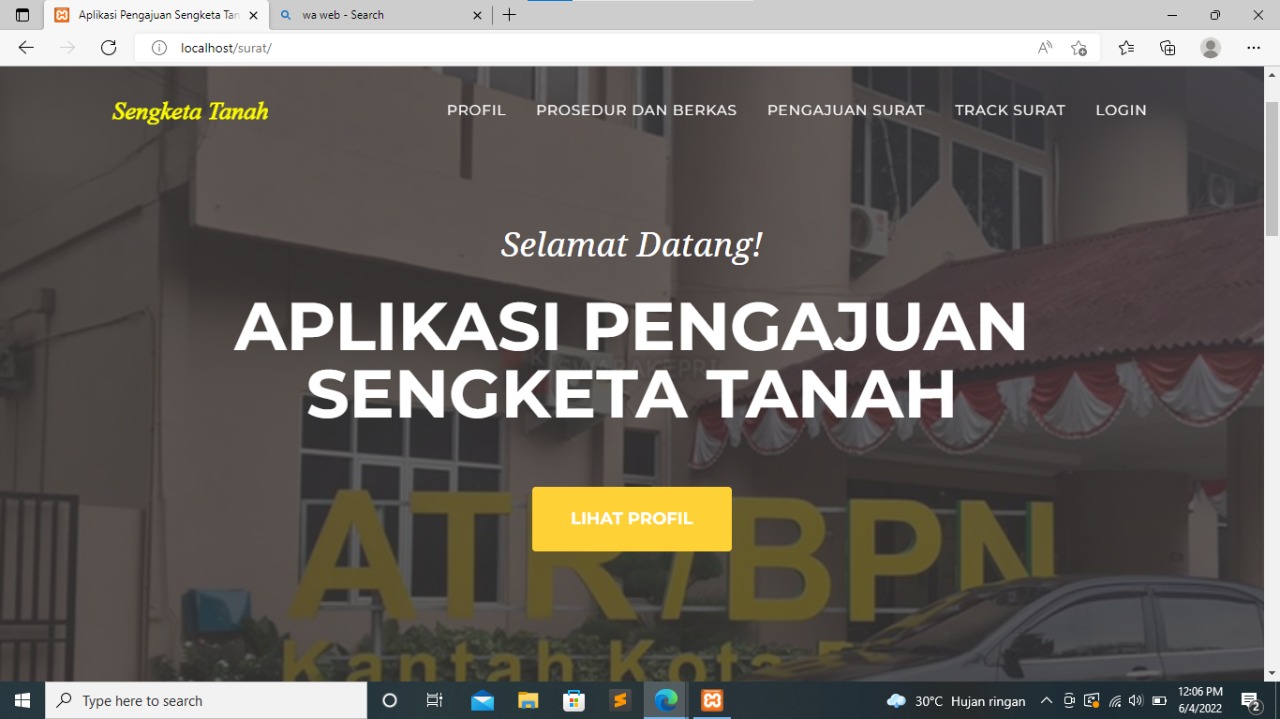 Aplikasi Pengajuan Sengketa Tan
wa web - Search
localhost/surat/
Sengketa Tanah
PROFIL
PROSEDUR DAN BERKAS
PENGAJUAN SURAT
TRACK SURAT
LOGIN
Selamat Datang!
APLIKASI PENGAJUAN
SENGKETA TANAH
LIHAT PROFIL
ATR/BPN
Kantah Kota
Type here to search
30°C Hujan ringan
12:06 PM
6/4/2022
2